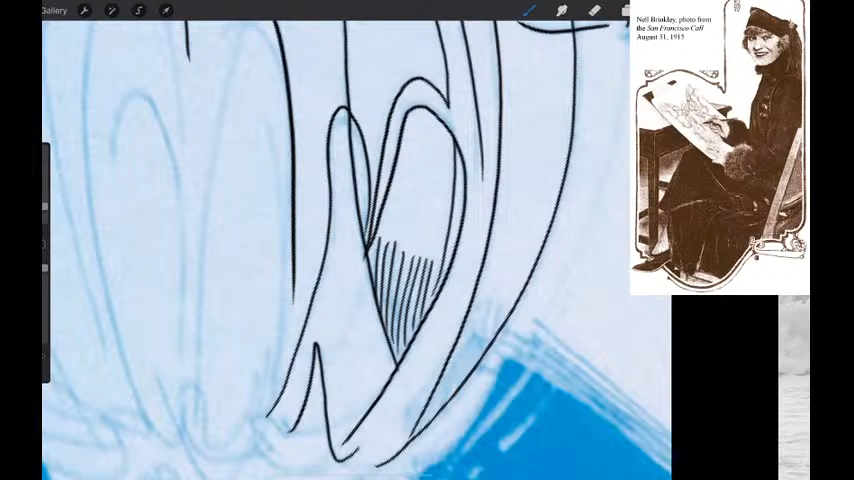 Gallery
Nell Brinkley, photo from
the San Francisco Call
August 31, 1915